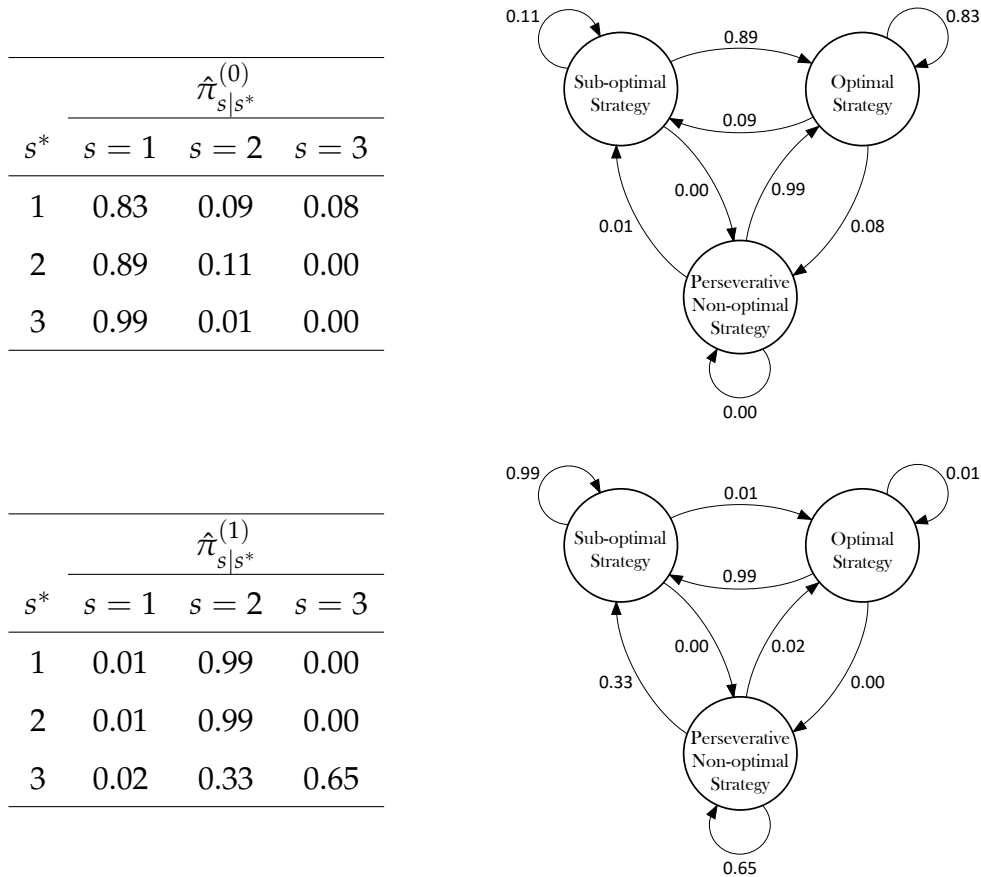 π̂^(0)_{s|s*}
s* s = 1 s = 2 s = 3
1 0.83 0.09 0.08
2 0.89 0.11 0.00
3 0.99 0.01 0.00
0.11
0.89
0.83
Sub-optimal
Strategy
Optimal
Strategy
0.09
0.00
0.99
0.01
0.08
Perseverative
Non-optimal
Strategy
0.00
π̂^(1)_{s|s*}
s* s = 1 s = 2 s = 3
1 0.01 0.99 0.00
2 0.01 0.99 0.00
3 0.02 0.33 0.65
0.99
0.01
0.01
Sub-optimal
Strategy
Optimal
Strategy
0.99
0.00
0.02
0.33
0.00
Perseverative
Non-optimal
Strategy
0.65